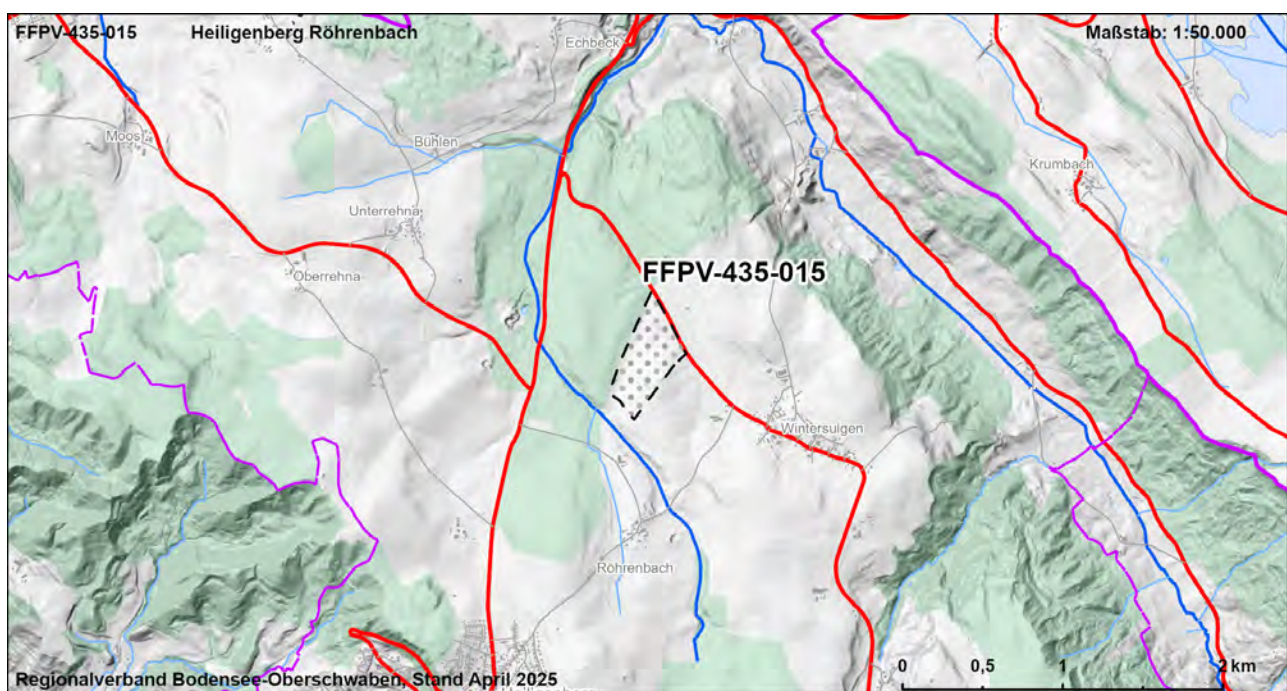 FFPV-435-015 Heiligenberg Röhrenbach Maßstab: 1:50.000
Echbeck
Moos
Bühlen
Krumbach
Unterrehna
Oberrehna
FFPV-435-015
Wintersulgen
Röhrenbach
0 0,5 1 2 km
Regionalverband Bodensee-Oberschwaben, Stand April 2025